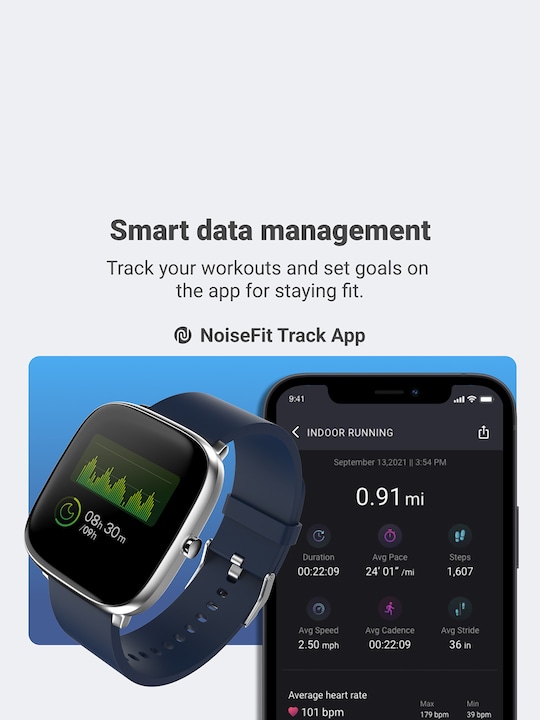 Smart data management
Track your workouts and set goals on
the app for staying fit.
NoiseFit Track App
08h 30m
/09h
9:41
INDOOR RUNNING
September 13,2021 || 3:54 PM
0.91 mi
Duration Avg Pace Steps
00:22:09 24' 01" /mi 1,607
Avg Speed Avg Cadence Avg Stride
2.50 mph 00:22:09 36 in
Average heart rate
101 bpm
Max Min
179 bpm 39 bpm